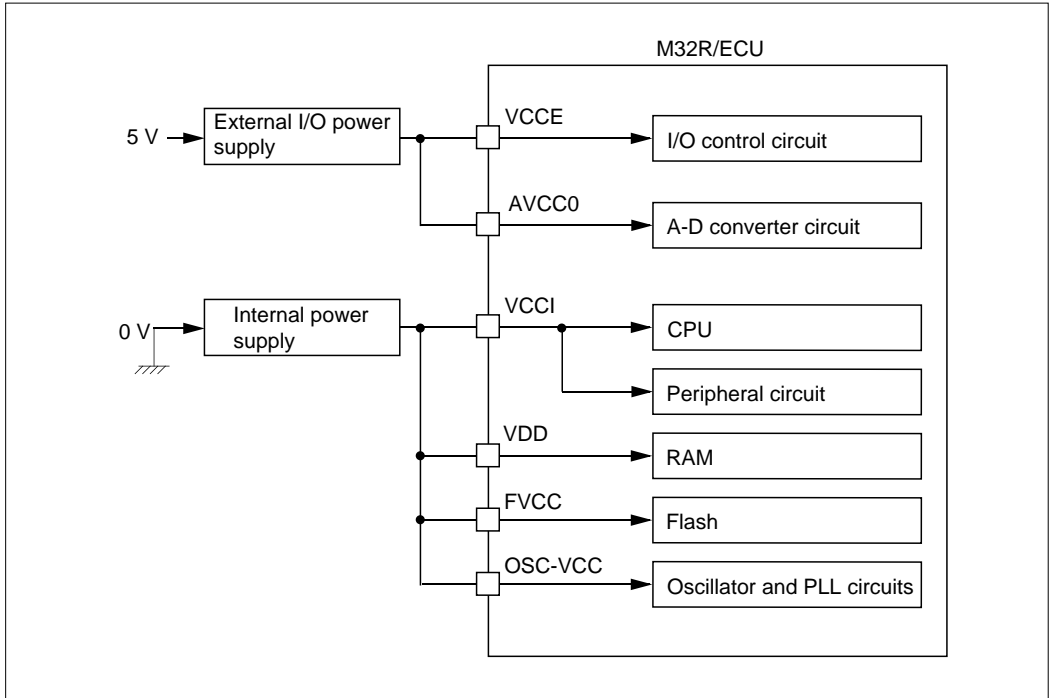 M32R/ECU
5 V
External I/O power
supply
VCCE
I/O control circuit
AVCC0
A-D converter circuit
0 V
Internal power
supply
VCCI
CPU
Peripheral circuit
VDD
RAM
FVCC
Flash
OSC-VCC
Oscillator and PLL circuits